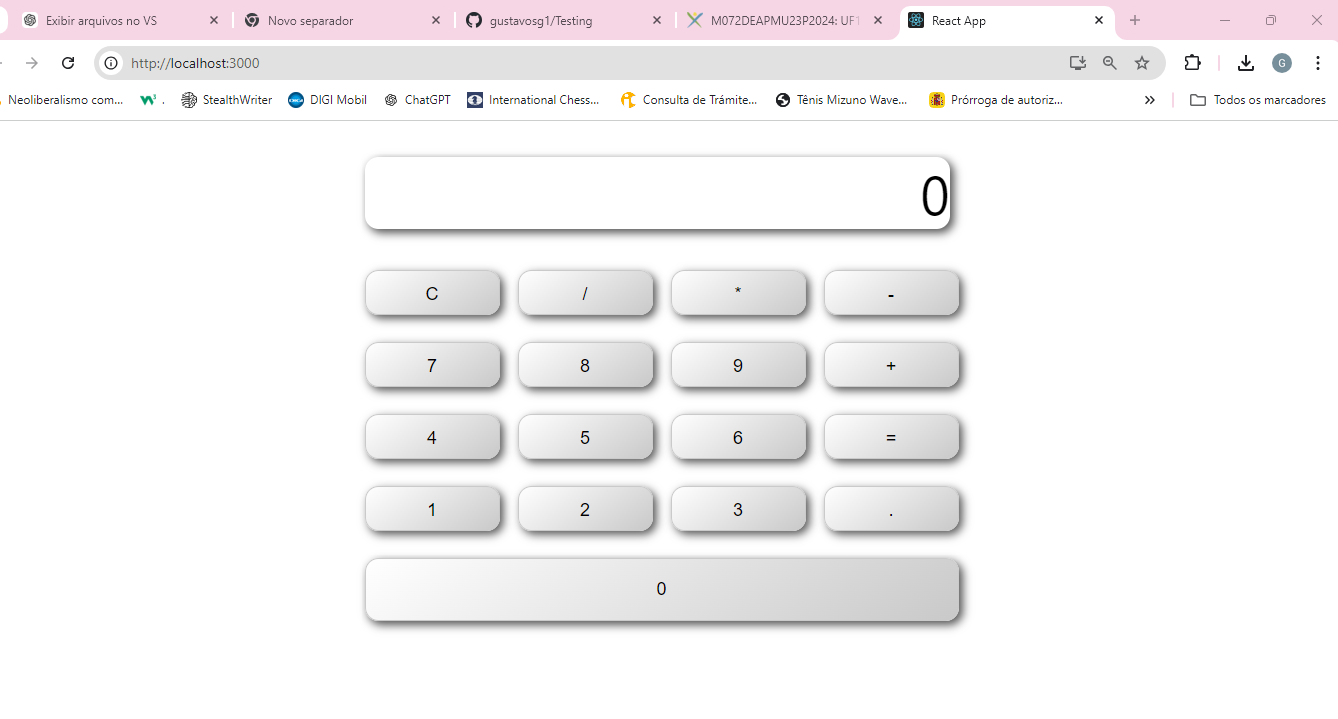 Exibir arquivos no VS
Novo separador
gustavosg1/Testing
M072DEAPMU23P2024: UF1
React App
http://localhost:3000
G
Neoliberalismo com...
.
StealthWriter
DIGI Mobil
ChatGPT
International Chess...
Consulta de Trámite...
Tênis Mizuno Wave...
Prórroga de autoriz...
»
Todos os marcadores
0
C / * -
7 8 9 +
4 5 6 =
1 2 3 .
0